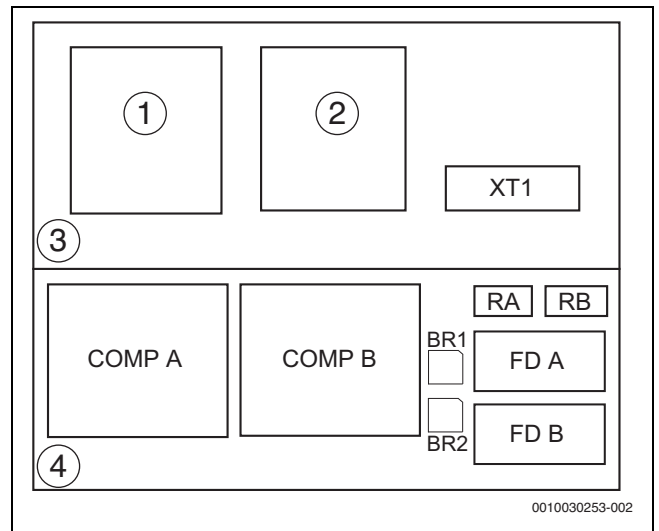 1
2
XT1
3
RA RB
BR1
COMP A COMP B FD A
BR2 FD B
4
0010030253-002